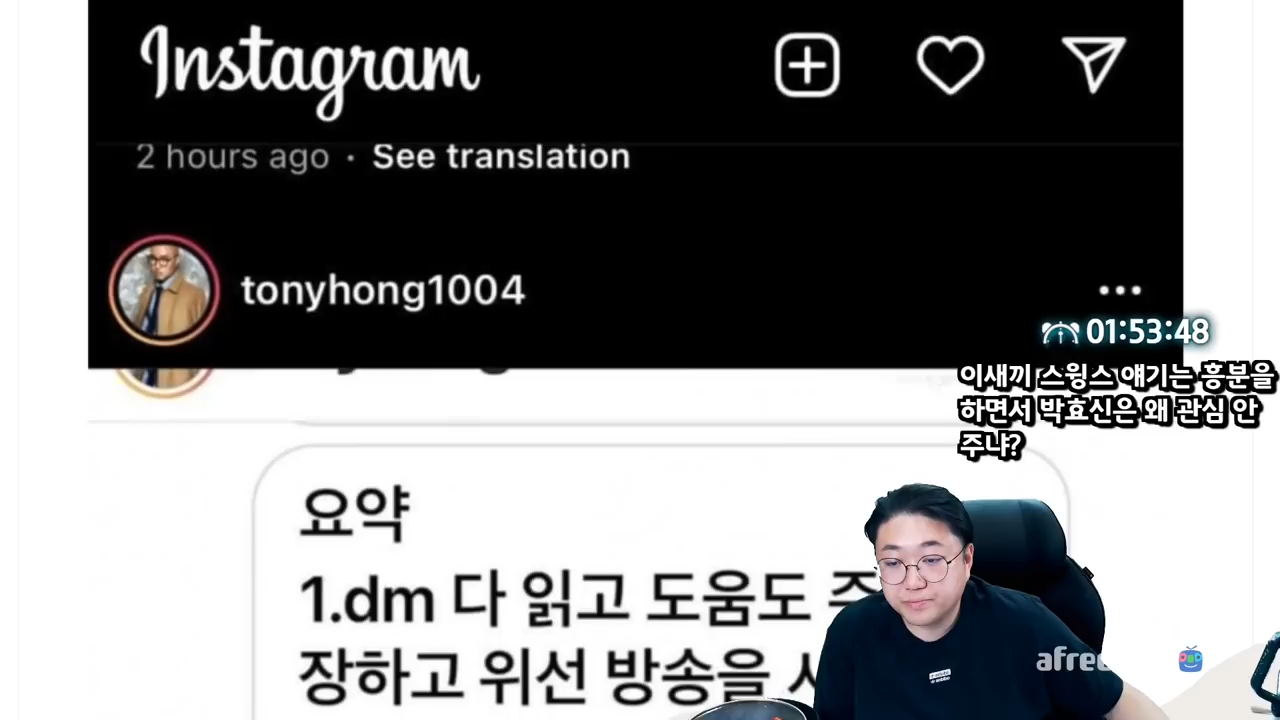 Instagram
2 hours ago · See translation
tonyhong1004
01:53:48
이새끼 스윙스 얘기는 흥분을
하면서 박효신은 왜 관심 안
주냐?
요약
1.dm 다 읽고 도움도
장하고 위선 방송을